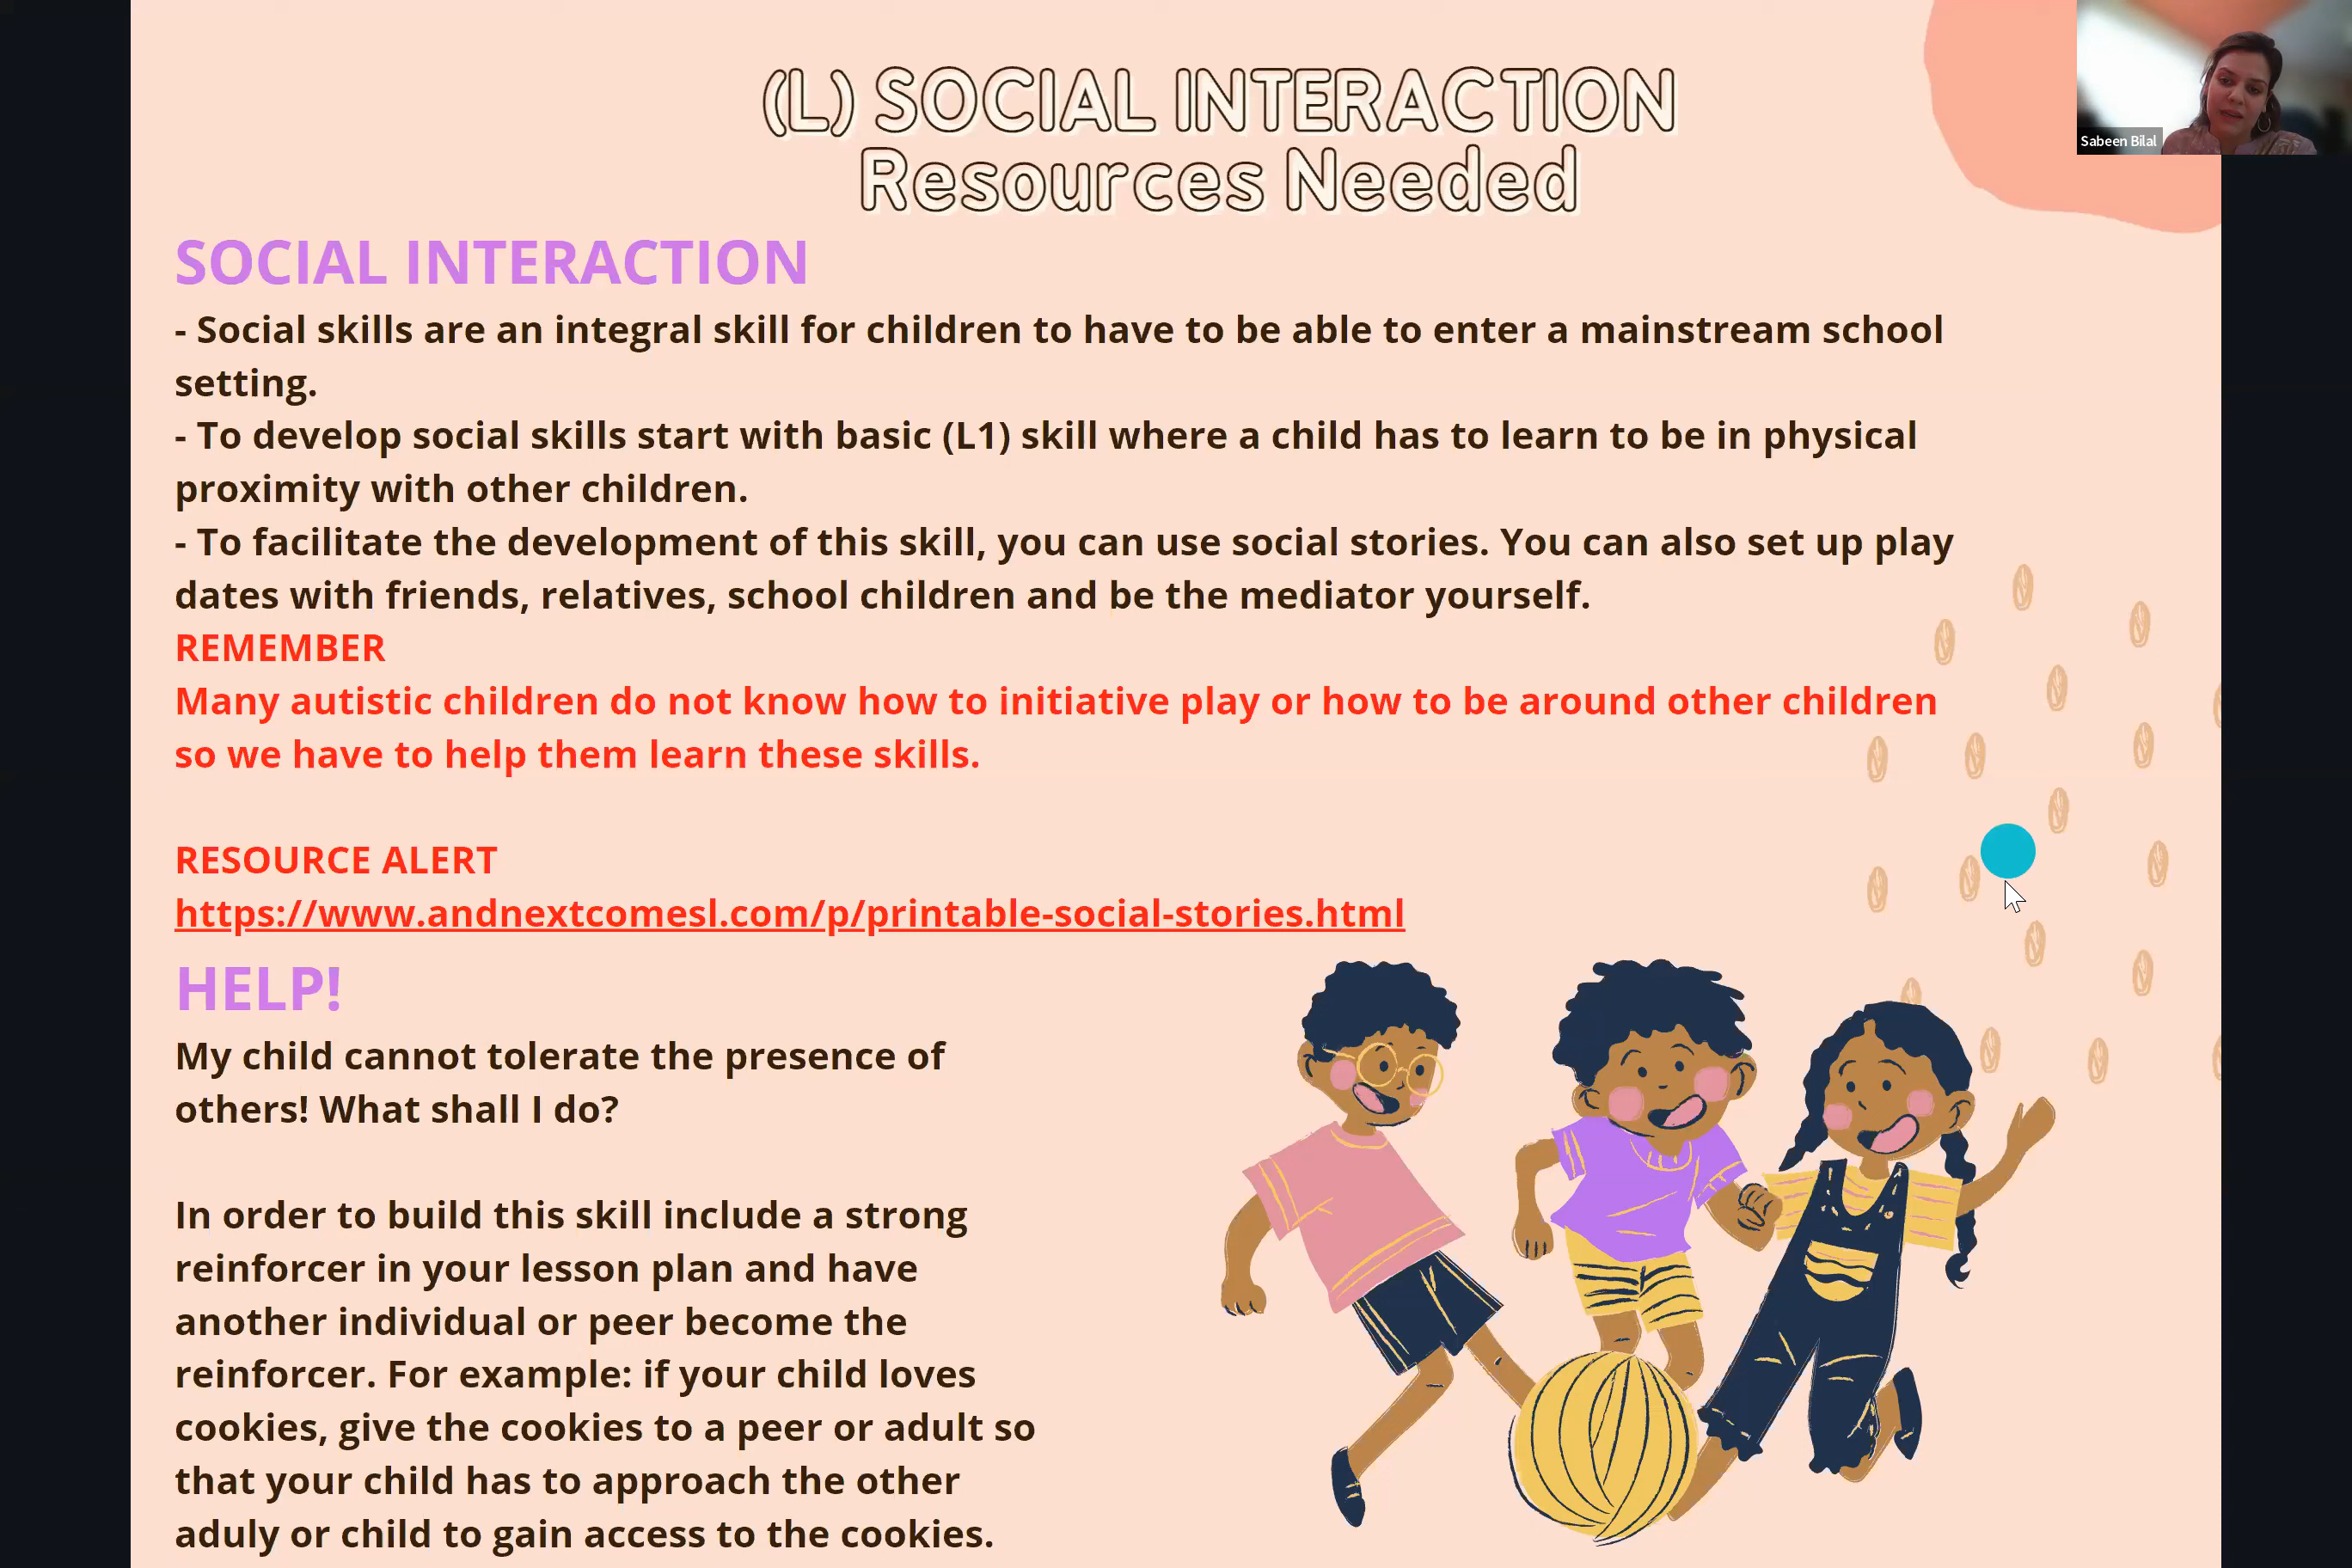 (L) SOCIAL INTERACTION
Resources Needed
Sabeen Bilal
SOCIAL INTERACTION
- Social skills are an integral skill for children to have to be able to enter a mainstream school
setting.
- To develop social skills start with basic (L1) skill where a child has to learn to be in physical
proximity with other children.
- To facilitate the development of this skill, you can use social stories. You can also set up play
dates with friends, relatives, school children and be the mediator yourself.
REMEMBER
Many autistic children do not know how to initiative play or how to be around other children
so we have to help them learn these skills.
RESOURCE ALERT
https://www.andnextcomesl.com/p/printable-social-stories.html
HELP!
My child cannot tolerate the presence of
others! What shall I do?
In order to build this skill include a strong
reinforcer in your lesson plan and have
another individual or peer become the
reinforcer. For example: if your child loves
cookies, give the cookies to a peer or adult so
that your child has to approach the other
aduly or child to gain access to the cookies.